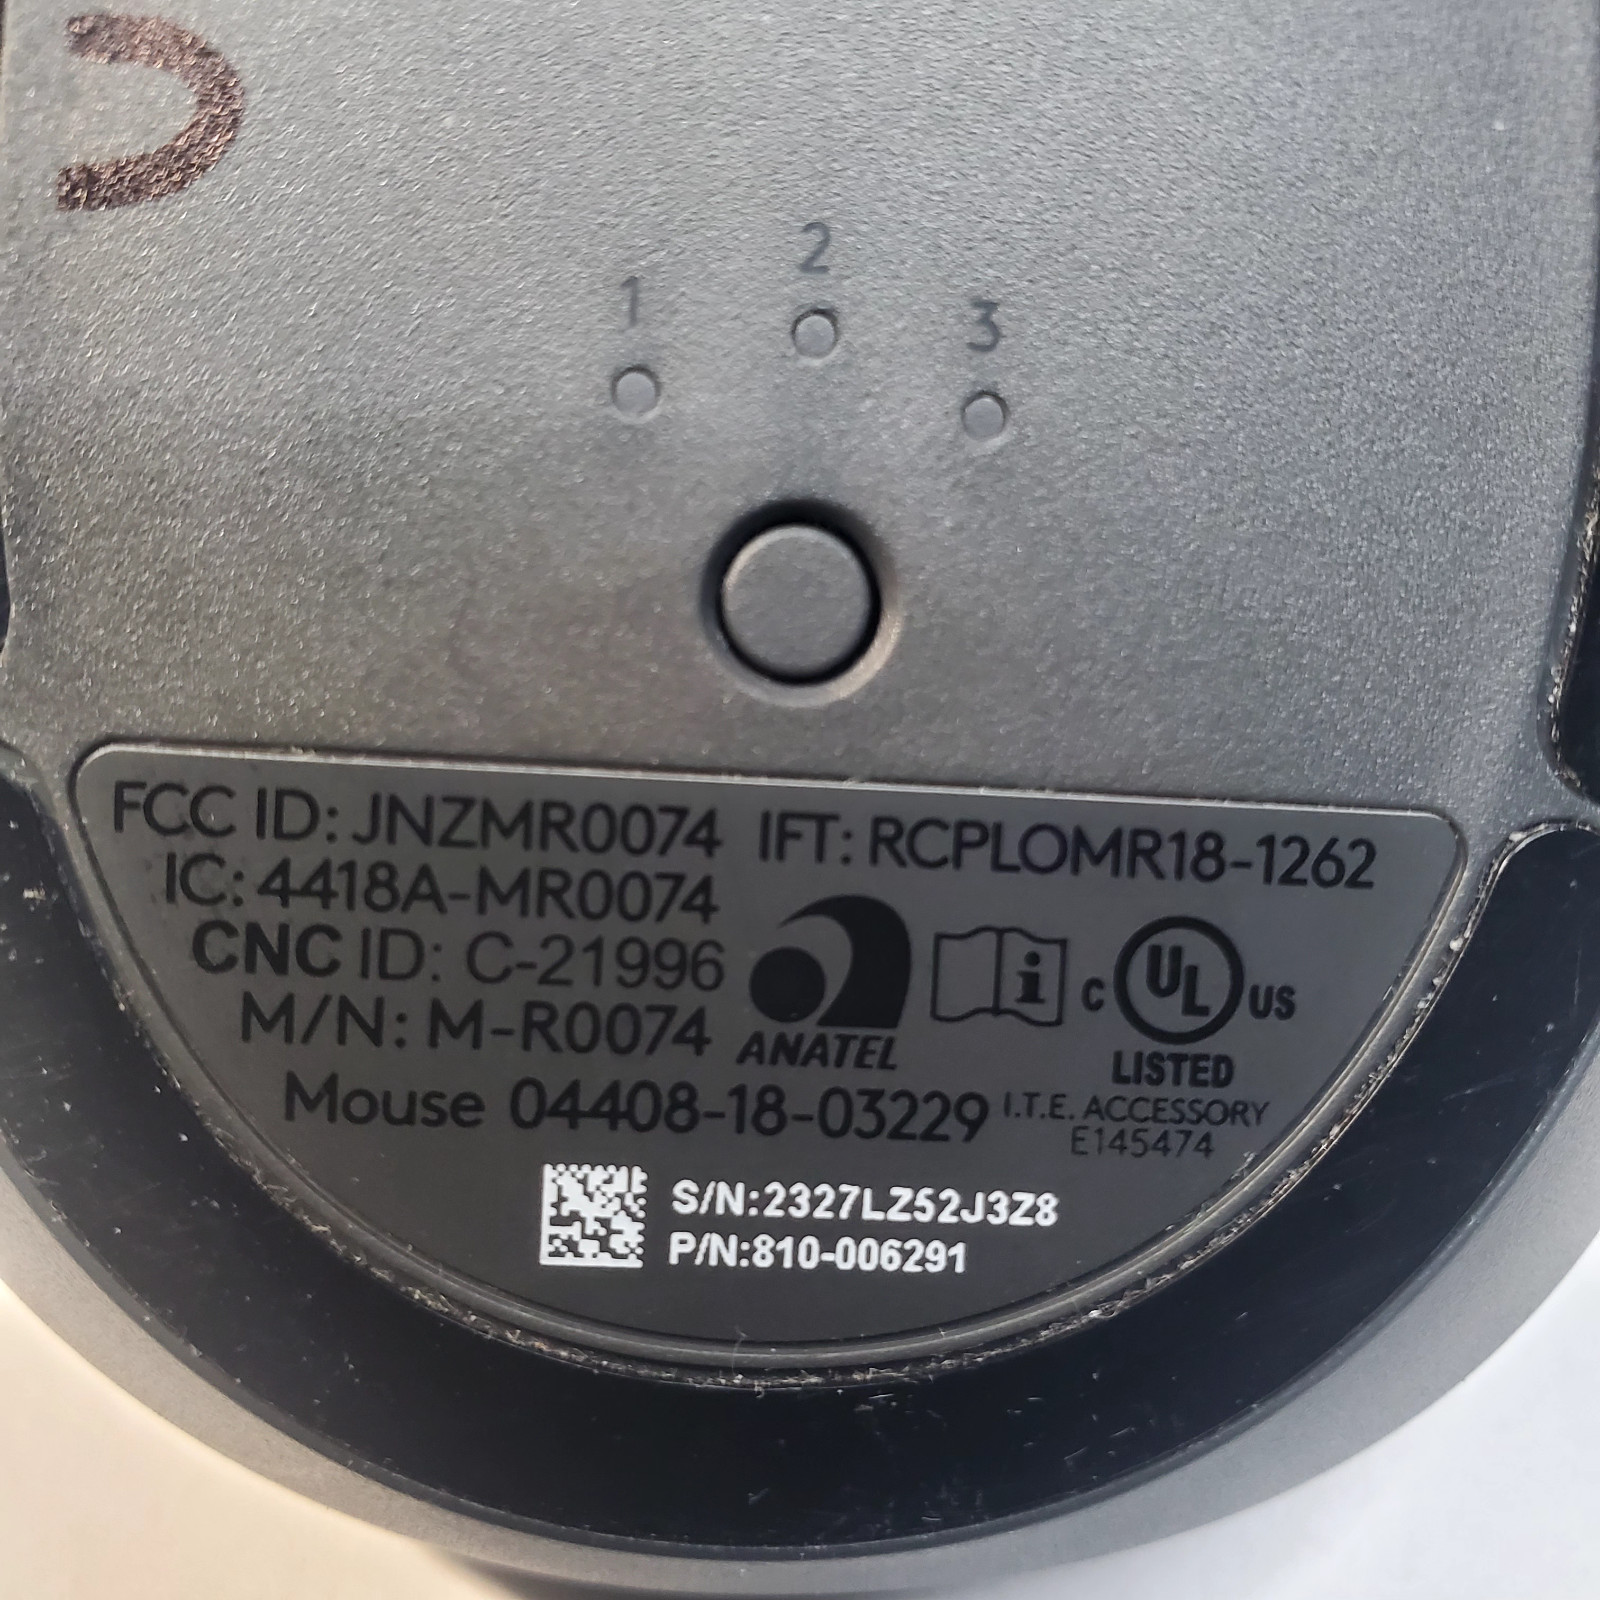 1
2
3
FCC ID: JNZMR0074 IFT: RCPLOMR18-1262
IC: 4418A-MR0074
CNC ID: C-21996
M/N: M-R0074
ANATEL
i
c UL US
LISTED
Mouse 04408-18-03229
I.T.E. ACCESSORY
E145474
S/N:2327LZ52J3Z8
P/N:810-006291